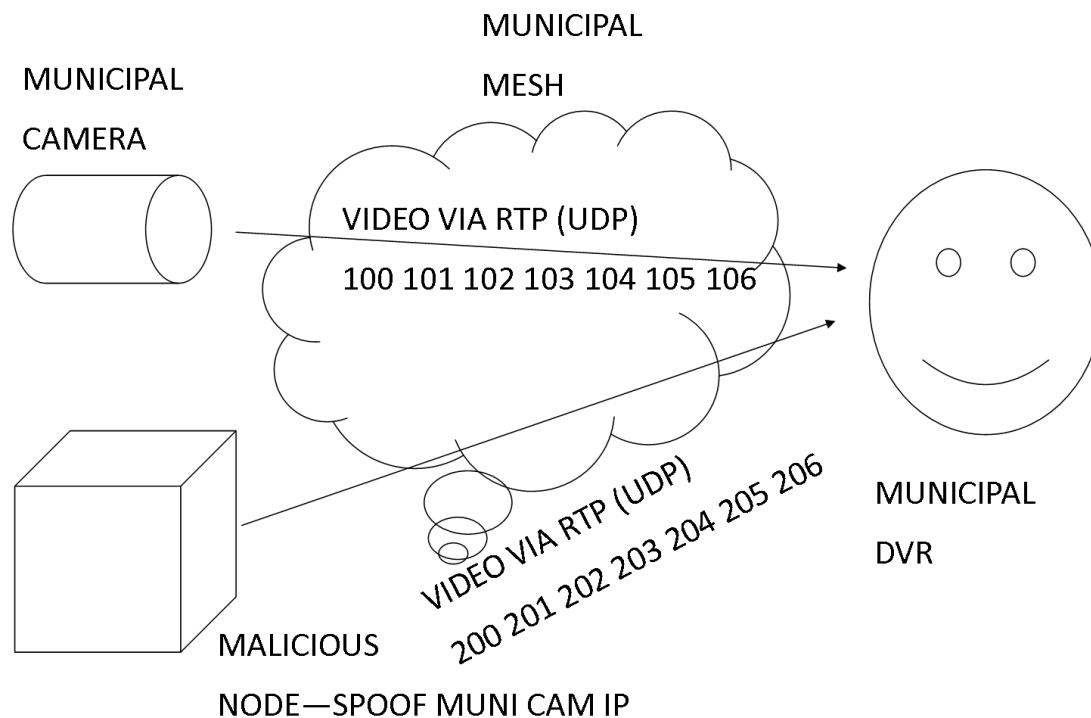 MUNICIPAL
MESH
MUNICIPAL
CAMERA
VIDEO VIA RTP (UDP)
100 101 102 103 104 105 106
VIDEO VIA RTP (UDP)
200 201 202 203 204 205 206
MUNICIPAL
DVR
MALICIOUS
NODE—SPOOF MUNI CAM IP